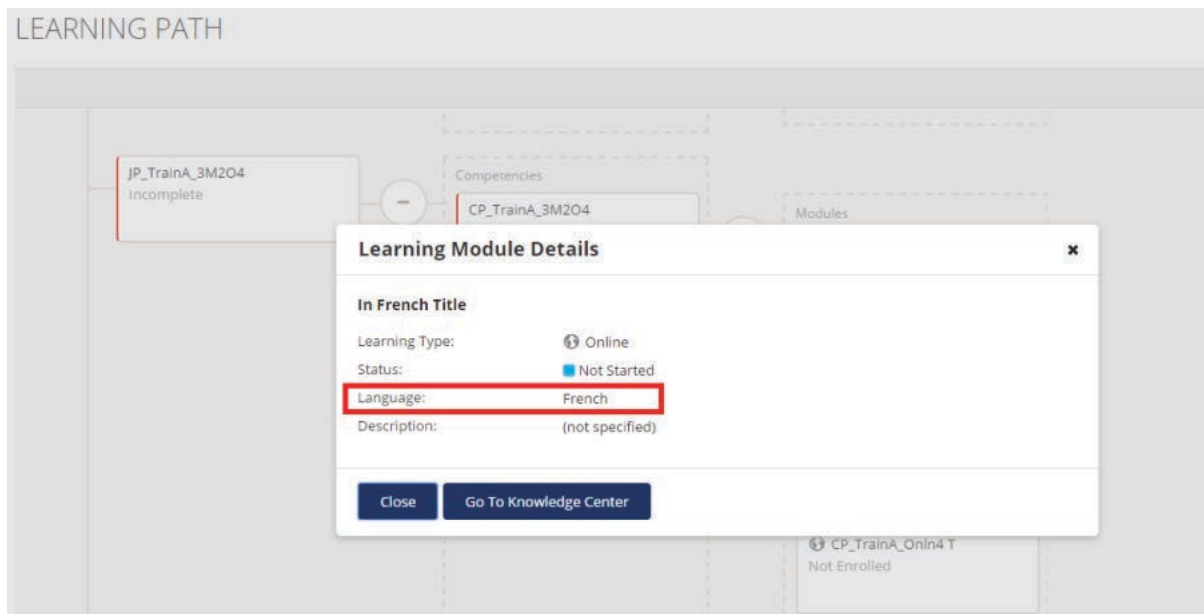 LEARNING PATH
JP_TrainA_3M2O4
Incomplete
Competencies
CP_TrainA_3M2O4
Modules
Learning Module Details
In French Title
Learning Type: Online
Status: Not Started
Language: French
Description: (not specified)
Close Go To Knowledge Center
CP_TrainA_Onln4 T
Not Enrolled